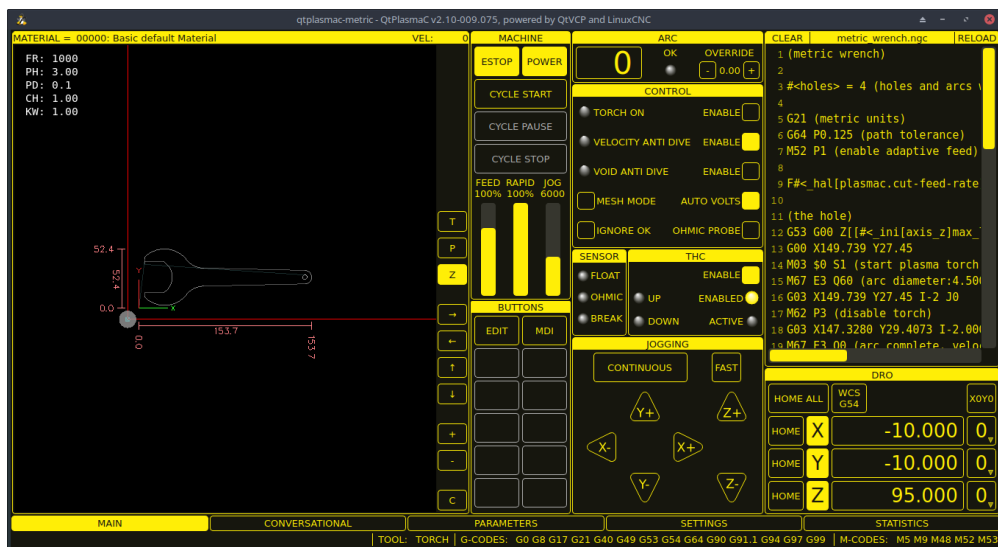 qtplasmac-metric - QtPlasmaC v2.10-009.075, powered by QtVCP and LinuxCNC
MATERIAL = 00000: Basic default Material
VEL: 0
FR: 1000
PH: 3.00
PD: 0.1
CH: 1.00
KW: 1.00
52.4
52.4
0.0
Y
X
153.7
0.0
153.7
T
P
Z
+
-
C
MACHINE
ESTOP POWER
CYCLE START
CYCLE PAUSE
CYCLE STOP
FEED RAPID JOG
100% 100% 6000
BUTTONS
EDIT MDI
ARC
0
OK
OVERRIDE
- 0.00 +
CONTROL
TORCH ON ENABLE
VELOCITY ANTI DIVE ENABLE
VOID ANTI DIVE ENABLE
MESH MODE AUTO VOLTS
IGNORE OK OHMIC PROBE
SENSOR
FLOAT
OHMIC
BREAK
THC
ENABLE
UP ENABLED
DOWN ACTIVE
JOGGING
CONTINUOUS FAST
Y+ Z+
X- X+
Y- Z-
CLEAR metric_wrench.ngc RELOAD
1 (metric wrench)
2
3 #<holes> = 4 (holes and arcs
4
5 G21 (metric units)
6 G64 P0.125 (path tolerance)
7 M52 P1 (enable adaptive feed)
8
9 F#<_hal[plasmac.cut-feed-rate
10
11 (the hole)
12 G53 G00 Z[[#<_ini[axis_z]max_
13 G00 X149.739 Y27.45
14 M03 $0 S1 (start plasma torch
15 M67 E3 Q60 (arc diameter:4.500
16 G03 X149.739 Y27.45 I-2 J0
17 M62 P3 (disable torch)
18 G03 X147.3280 Y29.4073 I-2.000
19 M67 E3 Q0 (arc complete, velo
DRO
HOME ALL WCS G54 X0Y0
HOME X -10.000 0
HOME Y -10.000 0
HOME Z 95.000 0
MAIN CONVERSATIONAL PARAMETERS SETTINGS STATISTICS
TOOL: TORCH G-CODES: G0 G8 G17 G21 G40 G49 G53 G54 G64 G90 G91.1 G94 G97 G99 M-CODES: M5 M9 M48 M52 M53